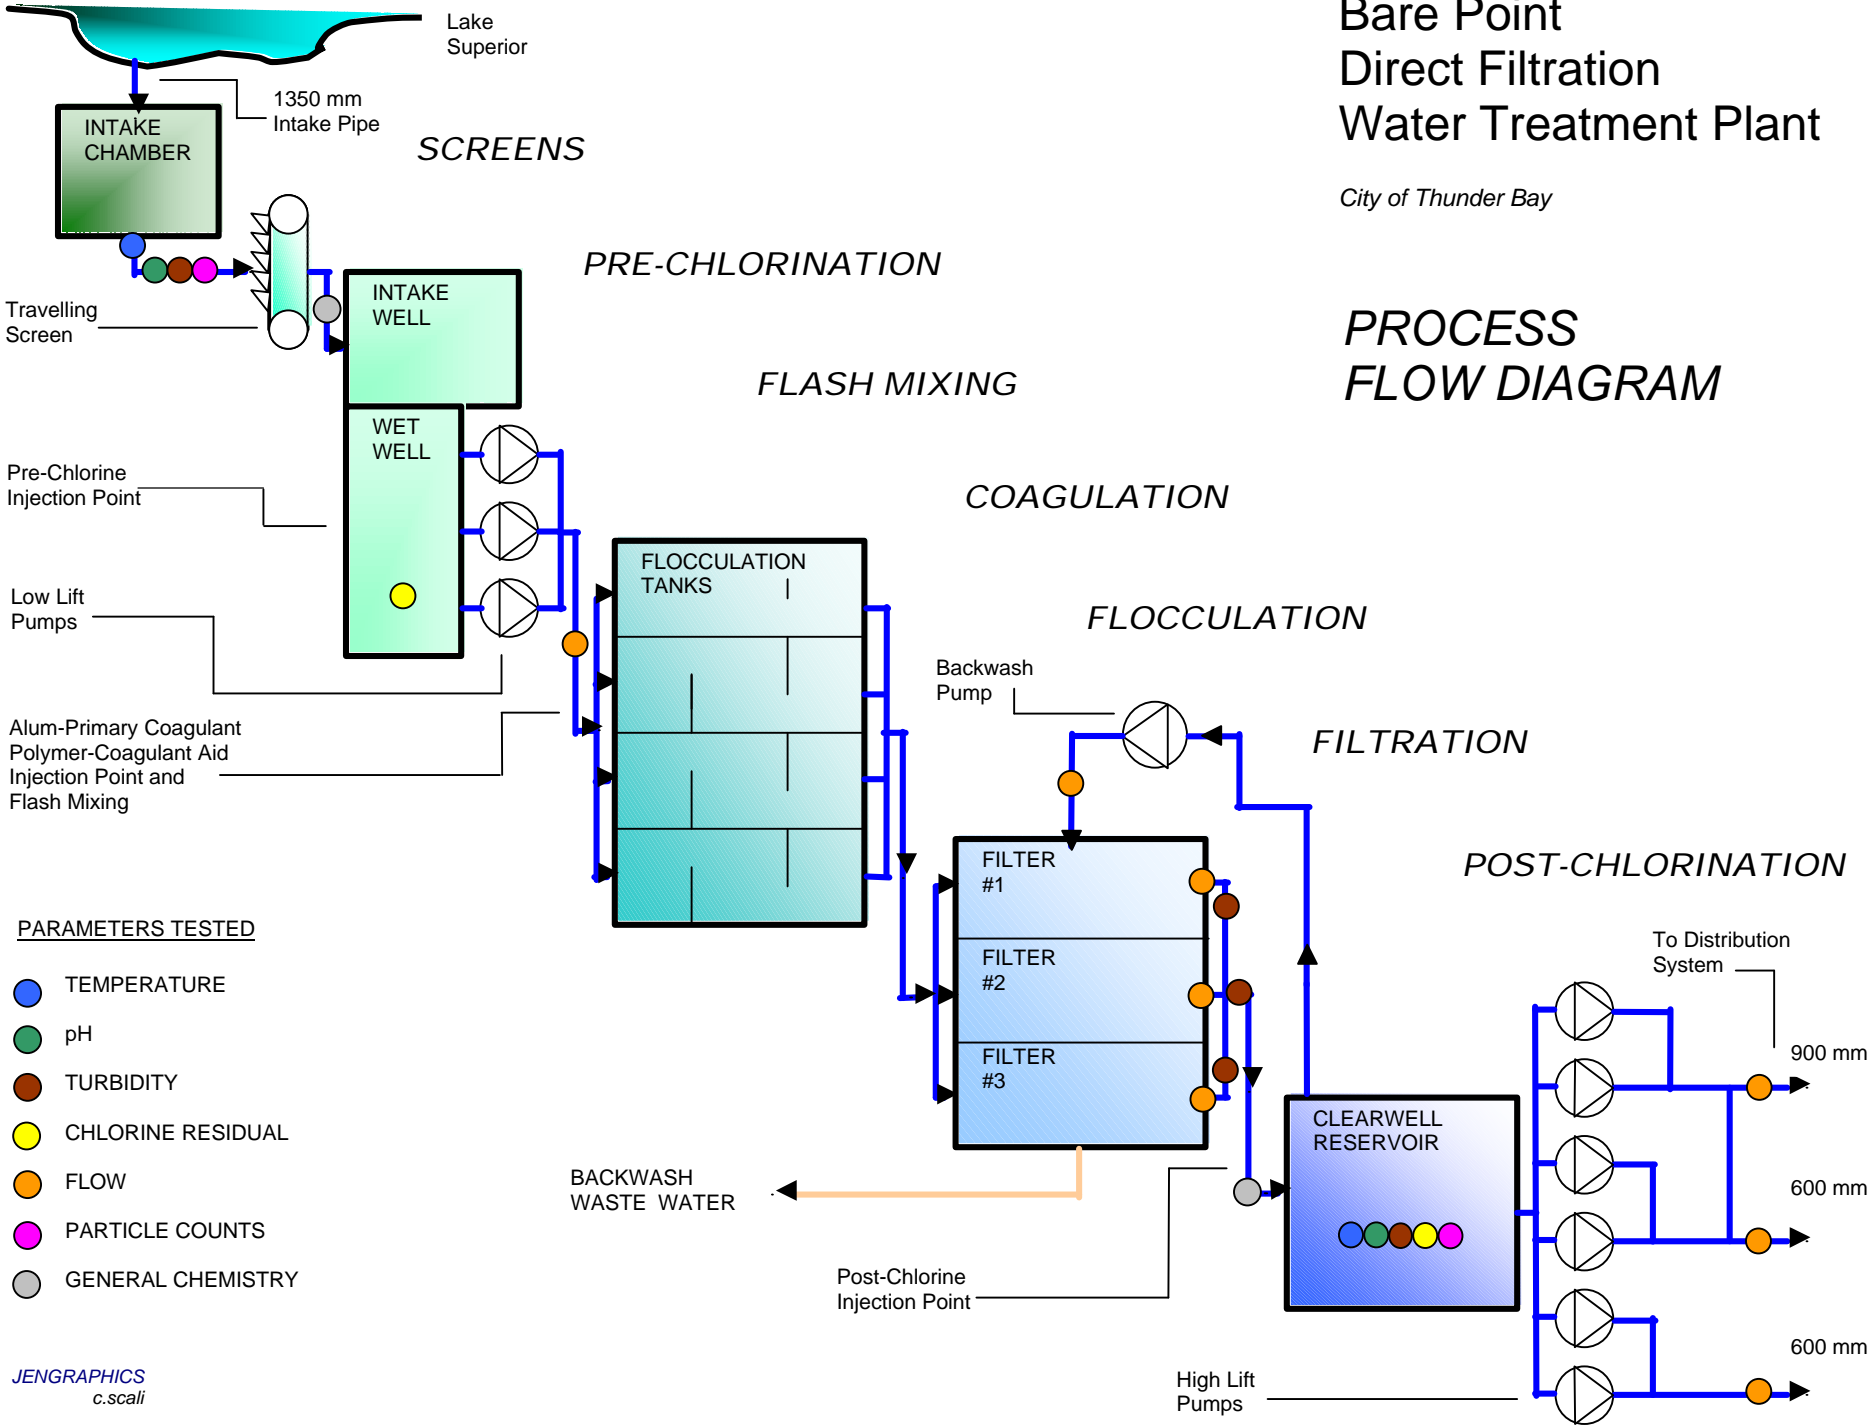 Bare Point
Direct Filtration
Water Treatment Plant
City of Thunder Bay
PROCESS
FLOW DIAGRAM
Lake
Superior
1350 mm
Intake Pipe
INTAKE
CHAMBER
SCREENS
Travelling
Screen
PRE-CHLORINATION
INTAKE
WELL
FLASH MIXING
WET
WELL
Pre-Chlorine
Injection Point
COAGULATION
Low Lift
Pumps
FLOCCULATION
TANKS
FLOCCULATION
Alum-Primary Coagulant
Polymer-Coagulant Aid
Injection Point and
Flash Mixing
Backwash
Pump
FILTRATION
FILTER
#1
FILTER
#2
FILTER
#3
POST-CHLORINATION
To Distribution
System
900 mm
600 mm
600 mm
CLEARWELL
RESERVOIR
BACKWASH
WASTE WATER
Post-Chlorine
Injection Point
High Lift
Pumps
PARAMETERS TESTED
TEMPERATURE
pH
TURBIDITY
CHLORINE RESIDUAL
FLOW
PARTICLE COUNTS
GENERAL CHEMISTRY
JENGRAPHICS
c.scali